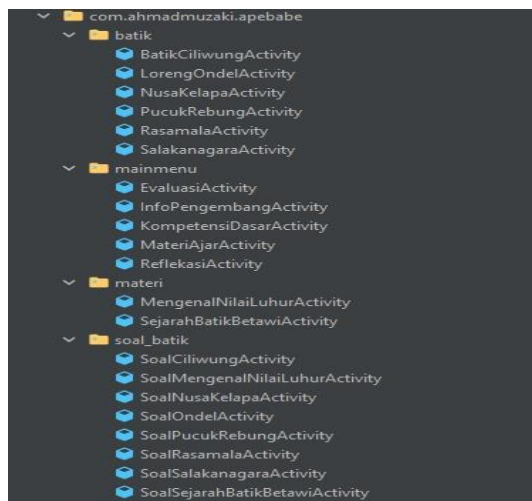 com.ahmadmuzaki.apebabe
batik
BatikCiliwungActivity
LorengOndelActivity
NusaKelapaActivity
PucukRebungActivity
RasamalaActivity
SalakanagaraActivity
mainmenu
EvaluasiActivity
InfoPengembangActivity
KompetensiDasarActivity
MateriAjarActivity
ReflekasiActivity
materi
MengenalNilaiLuhurActivity
SejarahBatikBetawiActivity
soal_batik
SoalCiliwungActivity
SoalMengenalNilaiLuhurActivity
SoalNusaKelapaActivity
SoalOndelActivity
SoalPucukRebungActivity
SoalRasamalaActivity
SoalSalakanagaraActivity
SoalSejarahBatikBetawiActivity